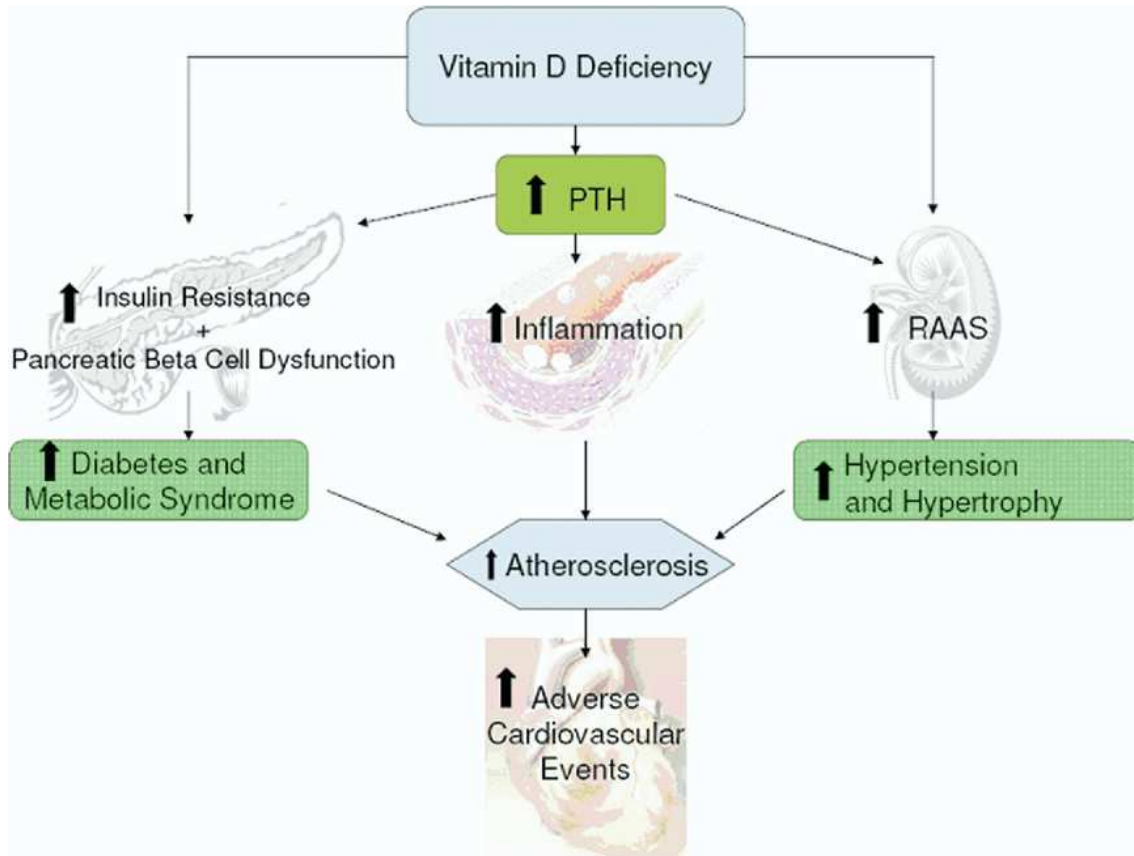 Vitamin D Deficiency
PTH
Insulin Resistance
+
Pancreatic Beta Cell Dysfunction
Inflammation
RAAS
Diabetes and
Metabolic Syndrome
Hypertension
and Hypertrophy
Atherosclerosis
Adverse
Cardiovascular
Events